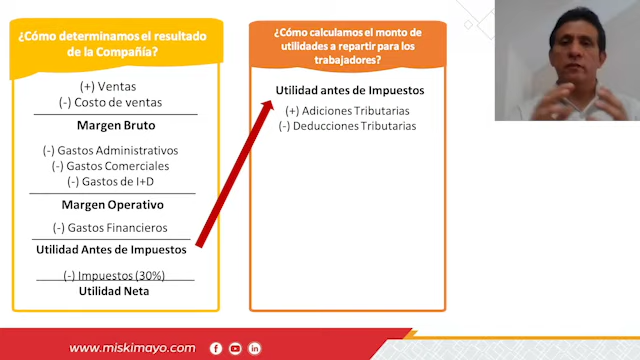 ¿Cómo determinamos el resultado
de la Compañía?
(+) Ventas
(-) Costo de ventas
Margen Bruto
(-) Gastos Administrativos
(-) Gastos Comerciales
(-) Gastos de I+D
Margen Operativo
(-) Gastos Financieros
Utilidad Antes de Impuestos
(-) Impuestos (30%)
Utilidad Neta
¿Cómo calculamos el monto de
utilidades a repartir para los
trabajadores?
Utilidad antes de Impuestos
(+) Adiciones Tributarias
(-) Deducciones Tributarias
www.miskimayo.com